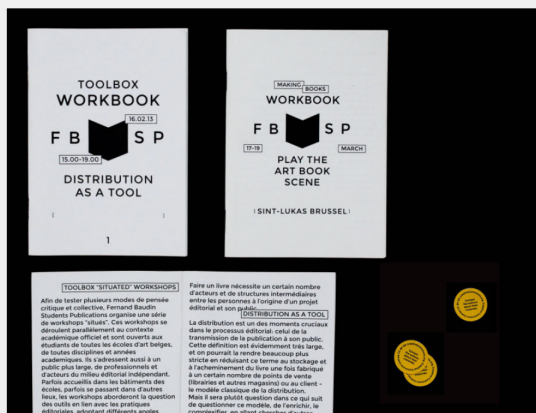 TOOLBOX
WORKBOOK
16.02.13
F B S P
15.00-19.00
DISTRIBUTION
AS A TOOL
1
MAKING
BOOKS
WORKBOOK
F B S P
17-19
MARCH
PLAY THE
ART BOOK
SCENE
SINT-LUKAS BRUSSEL
TOOLBOX "SITUATED" WORKSHOPS
Afin de tester plusieurs modes de pensée
critique et collective, Fernand Baudin
Students Publications organise une série
de workshops "situés". Ces workshops se
déroulent parallèlement au contexte
académique officiel et sont ouverts aux
étudiants de toutes les écoles d'art belges,
de toutes disciplines et années
academiques. Ils s'adressent aussi à un
public plus large, de professionnels et
d'acteurs du milieu éditorial indépendant.
Parfois accueillis dans les bâtiments des
écoles, parfois se passant dans d'autres
lieux, les workshops aborderont la question
des outils en lien avec les pratiques
éditoriales, adoptant différents angles
Faire un livre nécessite un certain nombre
d'acteurs et de structures intermédiaires
entre les personnes à l'origine d'un projet
éditorial et son public.
DISTRIBUTION AS A TOOL
La distribution est un des moments cruciaux
dans le processus éditorial: celui de la
transmission de la publication à son public.
Cette définition est évidemment très large,
et on pourrait la rendre beaucoup plus
stricte en réduisant ce terme au stockage et
à l'acheminement du livre une fois fabriqué
à un certain nombre de points de vente
(librairies et autres magasins) ou au client -
le modèle classique de la distribution.
Mais il sera plutôt question dans ce qui suit
de questionner ce modèle, de l'enrichir, le
complexifier, en allant chercher d'autres